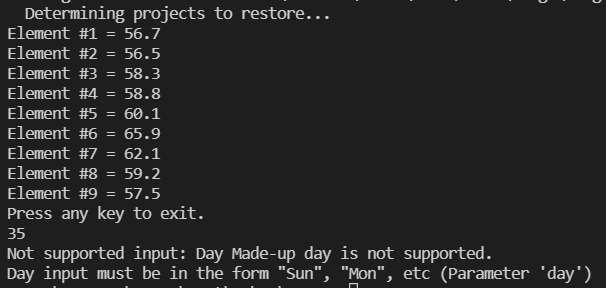 Determining projects to restore...
Element #1 = 56.7
Element #2 = 56.5
Element #3 = 58.3
Element #4 = 58.8
Element #5 = 60.1
Element #6 = 65.9
Element #7 = 62.1
Element #8 = 59.2
Element #9 = 57.5
Press any key to exit.
35
Not supported input: Day Made-up day is not supported.
Day input must be in the form "Sun", "Mon", etc (Parameter 'day')